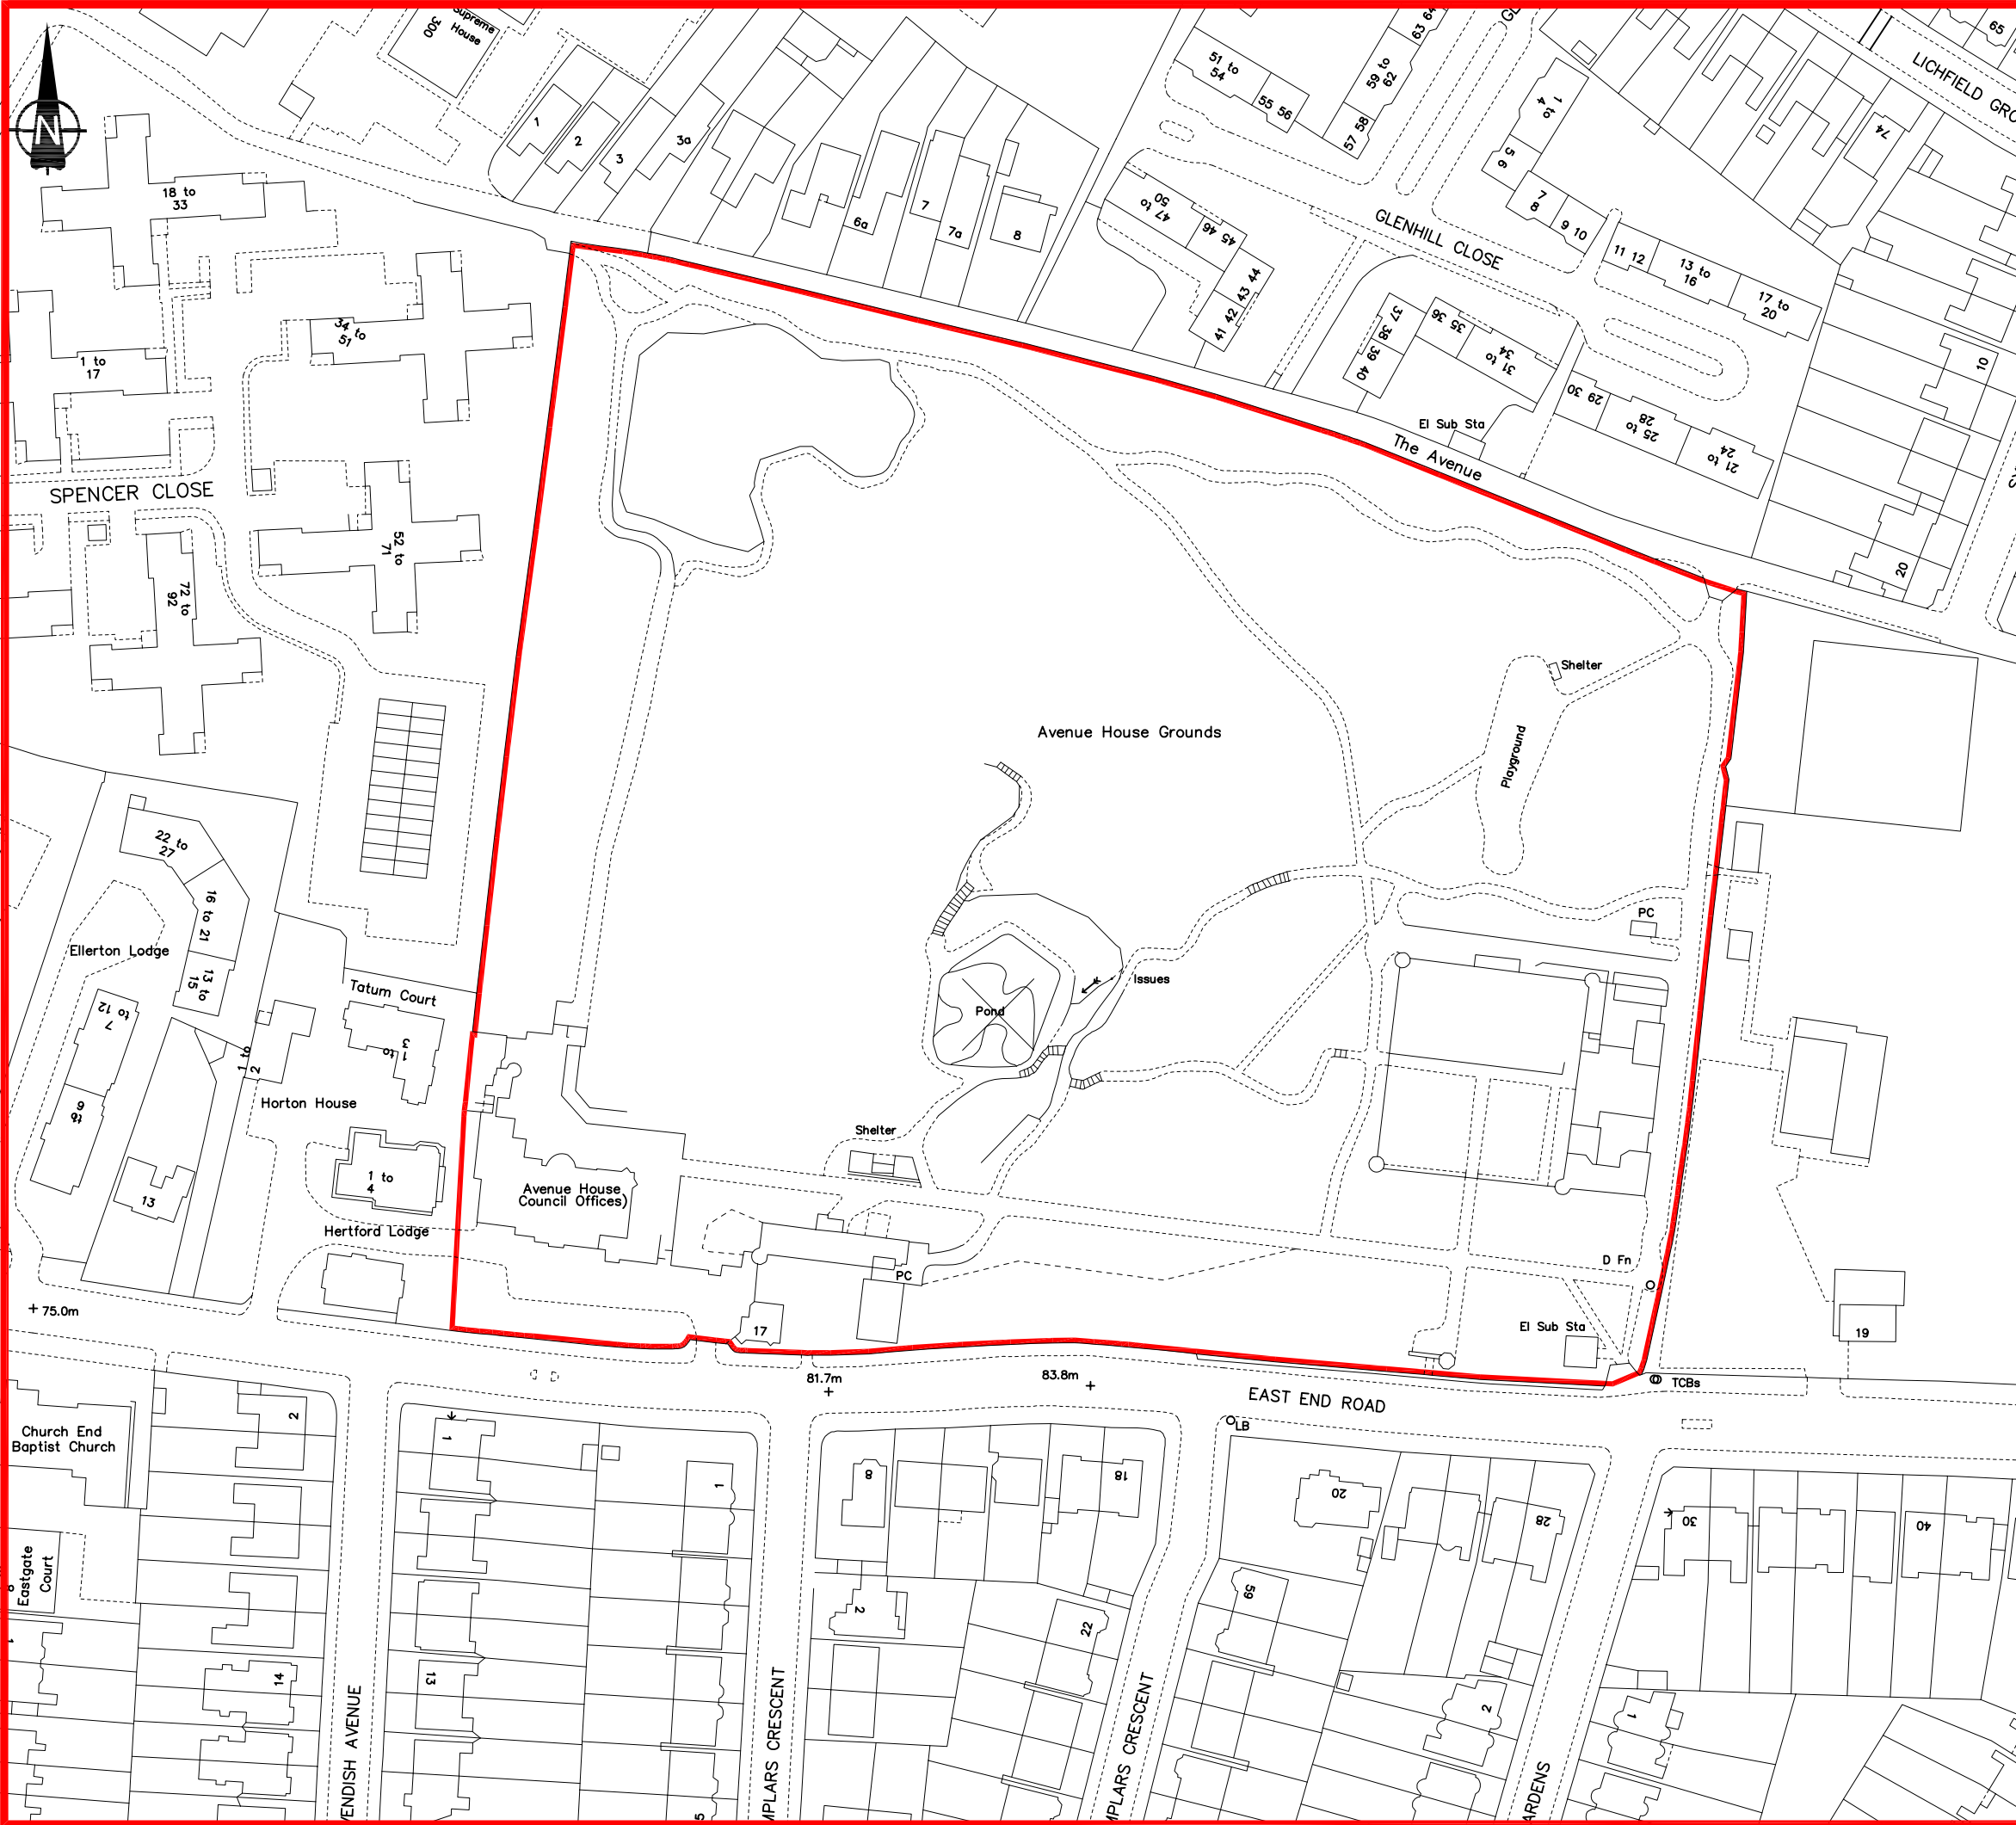 Supreme
House
300
N
51 to
54
55 56
57 58
59 to
62
63 64
1 to
4
5 6
7
8
9 10
11 12
13 to
16
17 to
20
LICHFIELD GRO
65
74
1
2
3
3a
6a
7
7a
8
47 to
50
45 46
43 44
41 42
GLENHILL CLOSE
37 38
39 40
35 36
31 to
34
29 30
25 to
28
21 to
24
10
20
El Sub Sta
The Avenue
18 to
33
34 to
51
1 to
17
SPENCER CLOSE
52 to
71
72 to
92
Shelter
Playground
Avenue House Grounds
22 to
27
16 to 21
13 to
15
Ellerton Lodge
7
to 12
Tatum Court
1 to
3
1 to
2
Horton House
1 to
4
13
Hertford Lodge
PC
Issues
Pond
Shelter
Avenue House
Council Offices)
PC
17
D Fn
El Sub Sta
19
75.0m
81.7m
83.8m
EAST END ROAD
TCBs
LB
Church End
Baptist Church
Eastgate
Court
2
14
VENDISH AVENUE
1
13
1
5
MPLARS CRESCENT
8
18
2
22
MPLARS CRESCENT
20
28
59
2
ARDENS
30
40
1